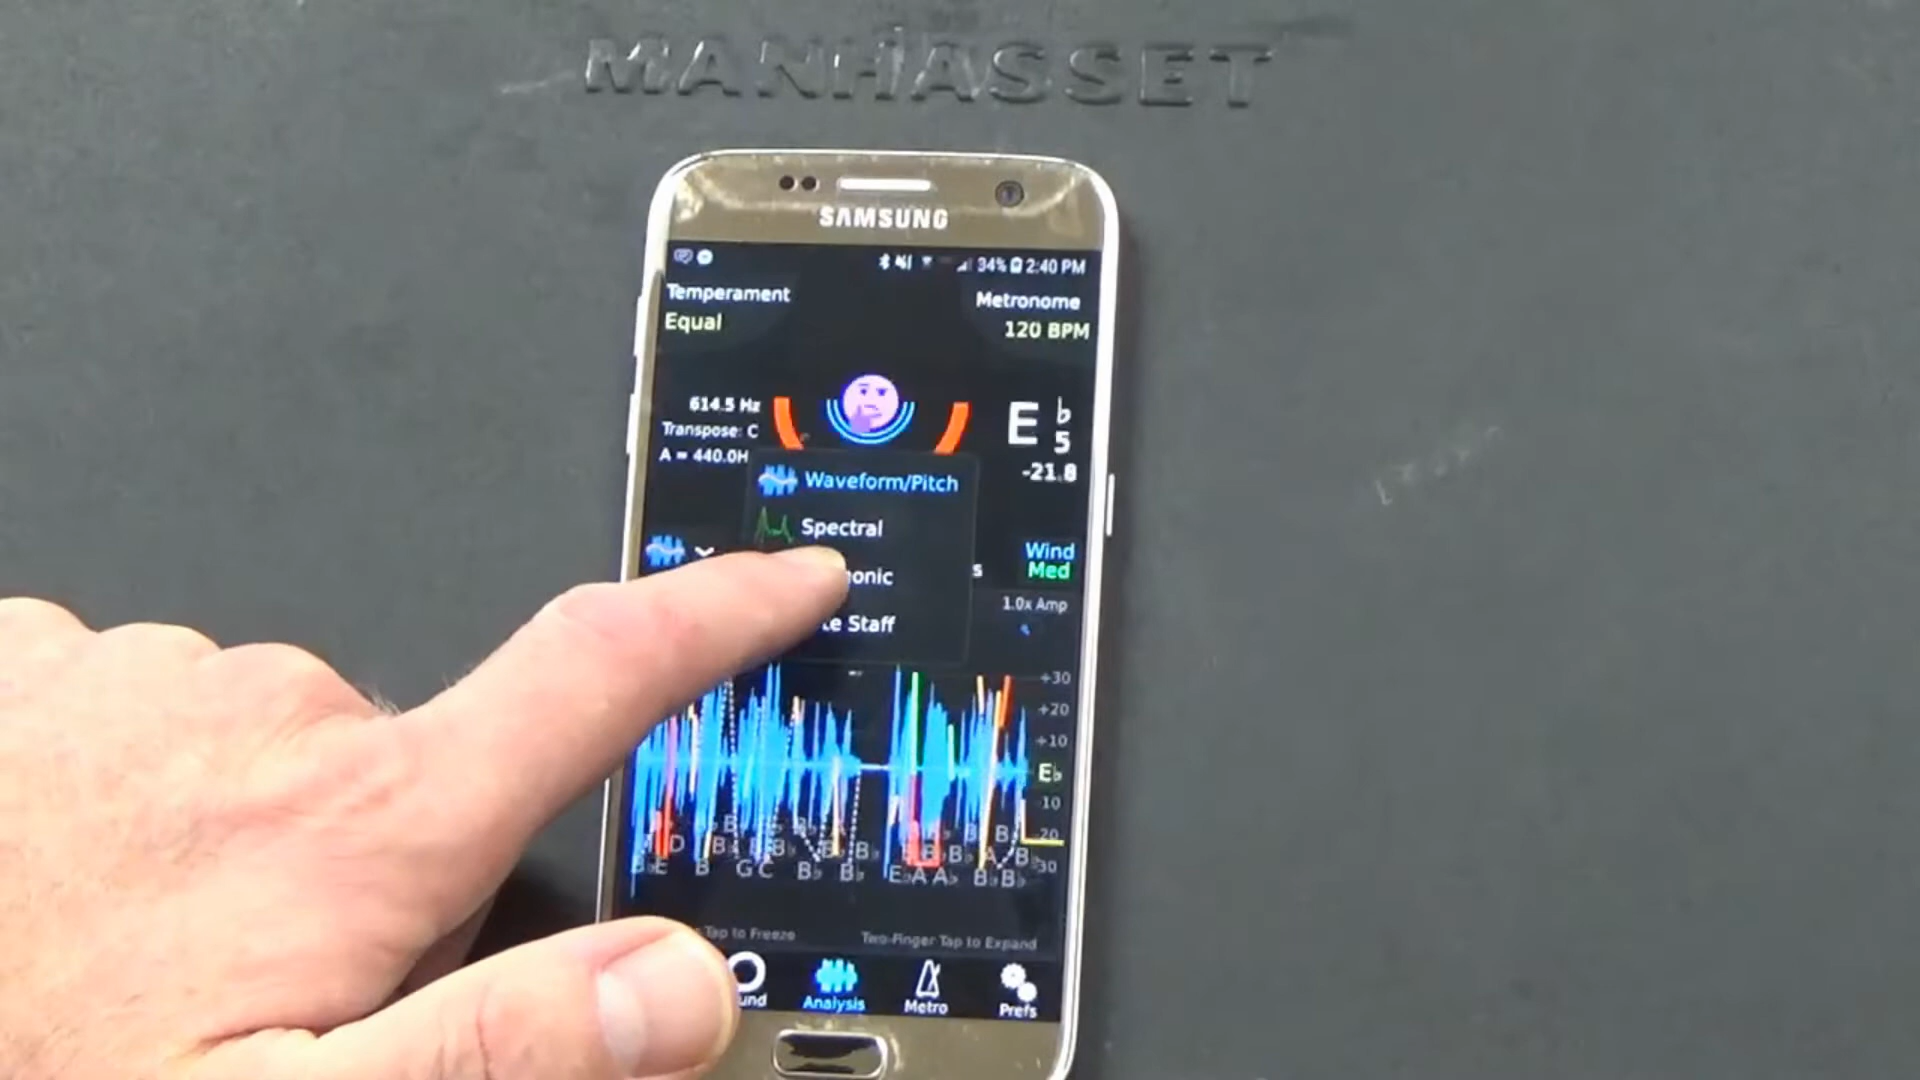 MANHASSET
SAMSUNG
34% 2:40 PM
Temperament
Metronome
Equal
120 BPM
614.5 Hz
Transpose: C
A = 440.0H
E♭
5
-21.8
Waveform/Pitch
Spectral
onic
te Staff
s
Wind
Med
1.0x Amp
+30
+20
+10
E♭
-10
-20
-30
Tap to Freeze
Two-Finger Tap to Expand
und
Analysis
Metro
Prefs